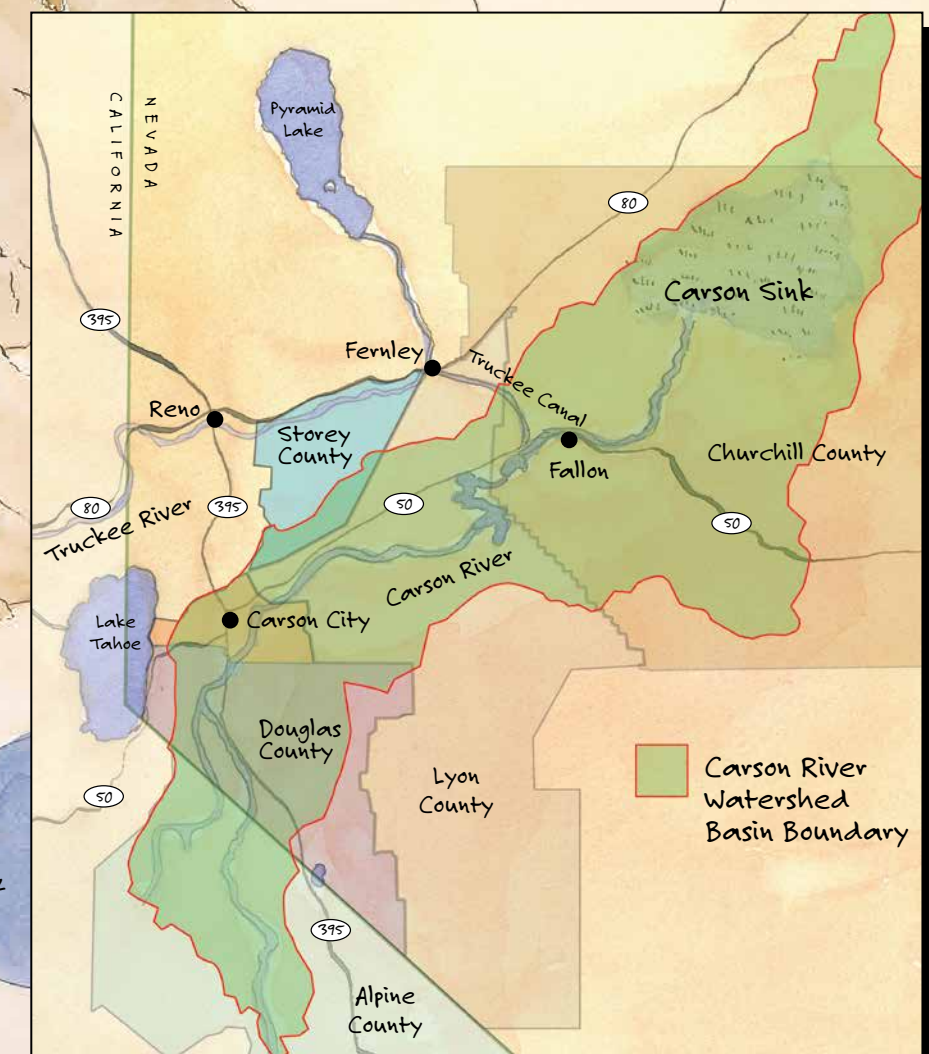 CALIFORNIA
NEVADA
Pyramid
Lake
80
Carson Sink
395
Fernley
Truckee Canal
Reno
Storey
County
Fallon
Churchill County
80
395
50
50
Truckee River
Carson River
Lake
Tahoe
Carson City
Douglas
County
Lyon
County
50
Carson River
Watershed
Basin Boundary
395
Alpine
County